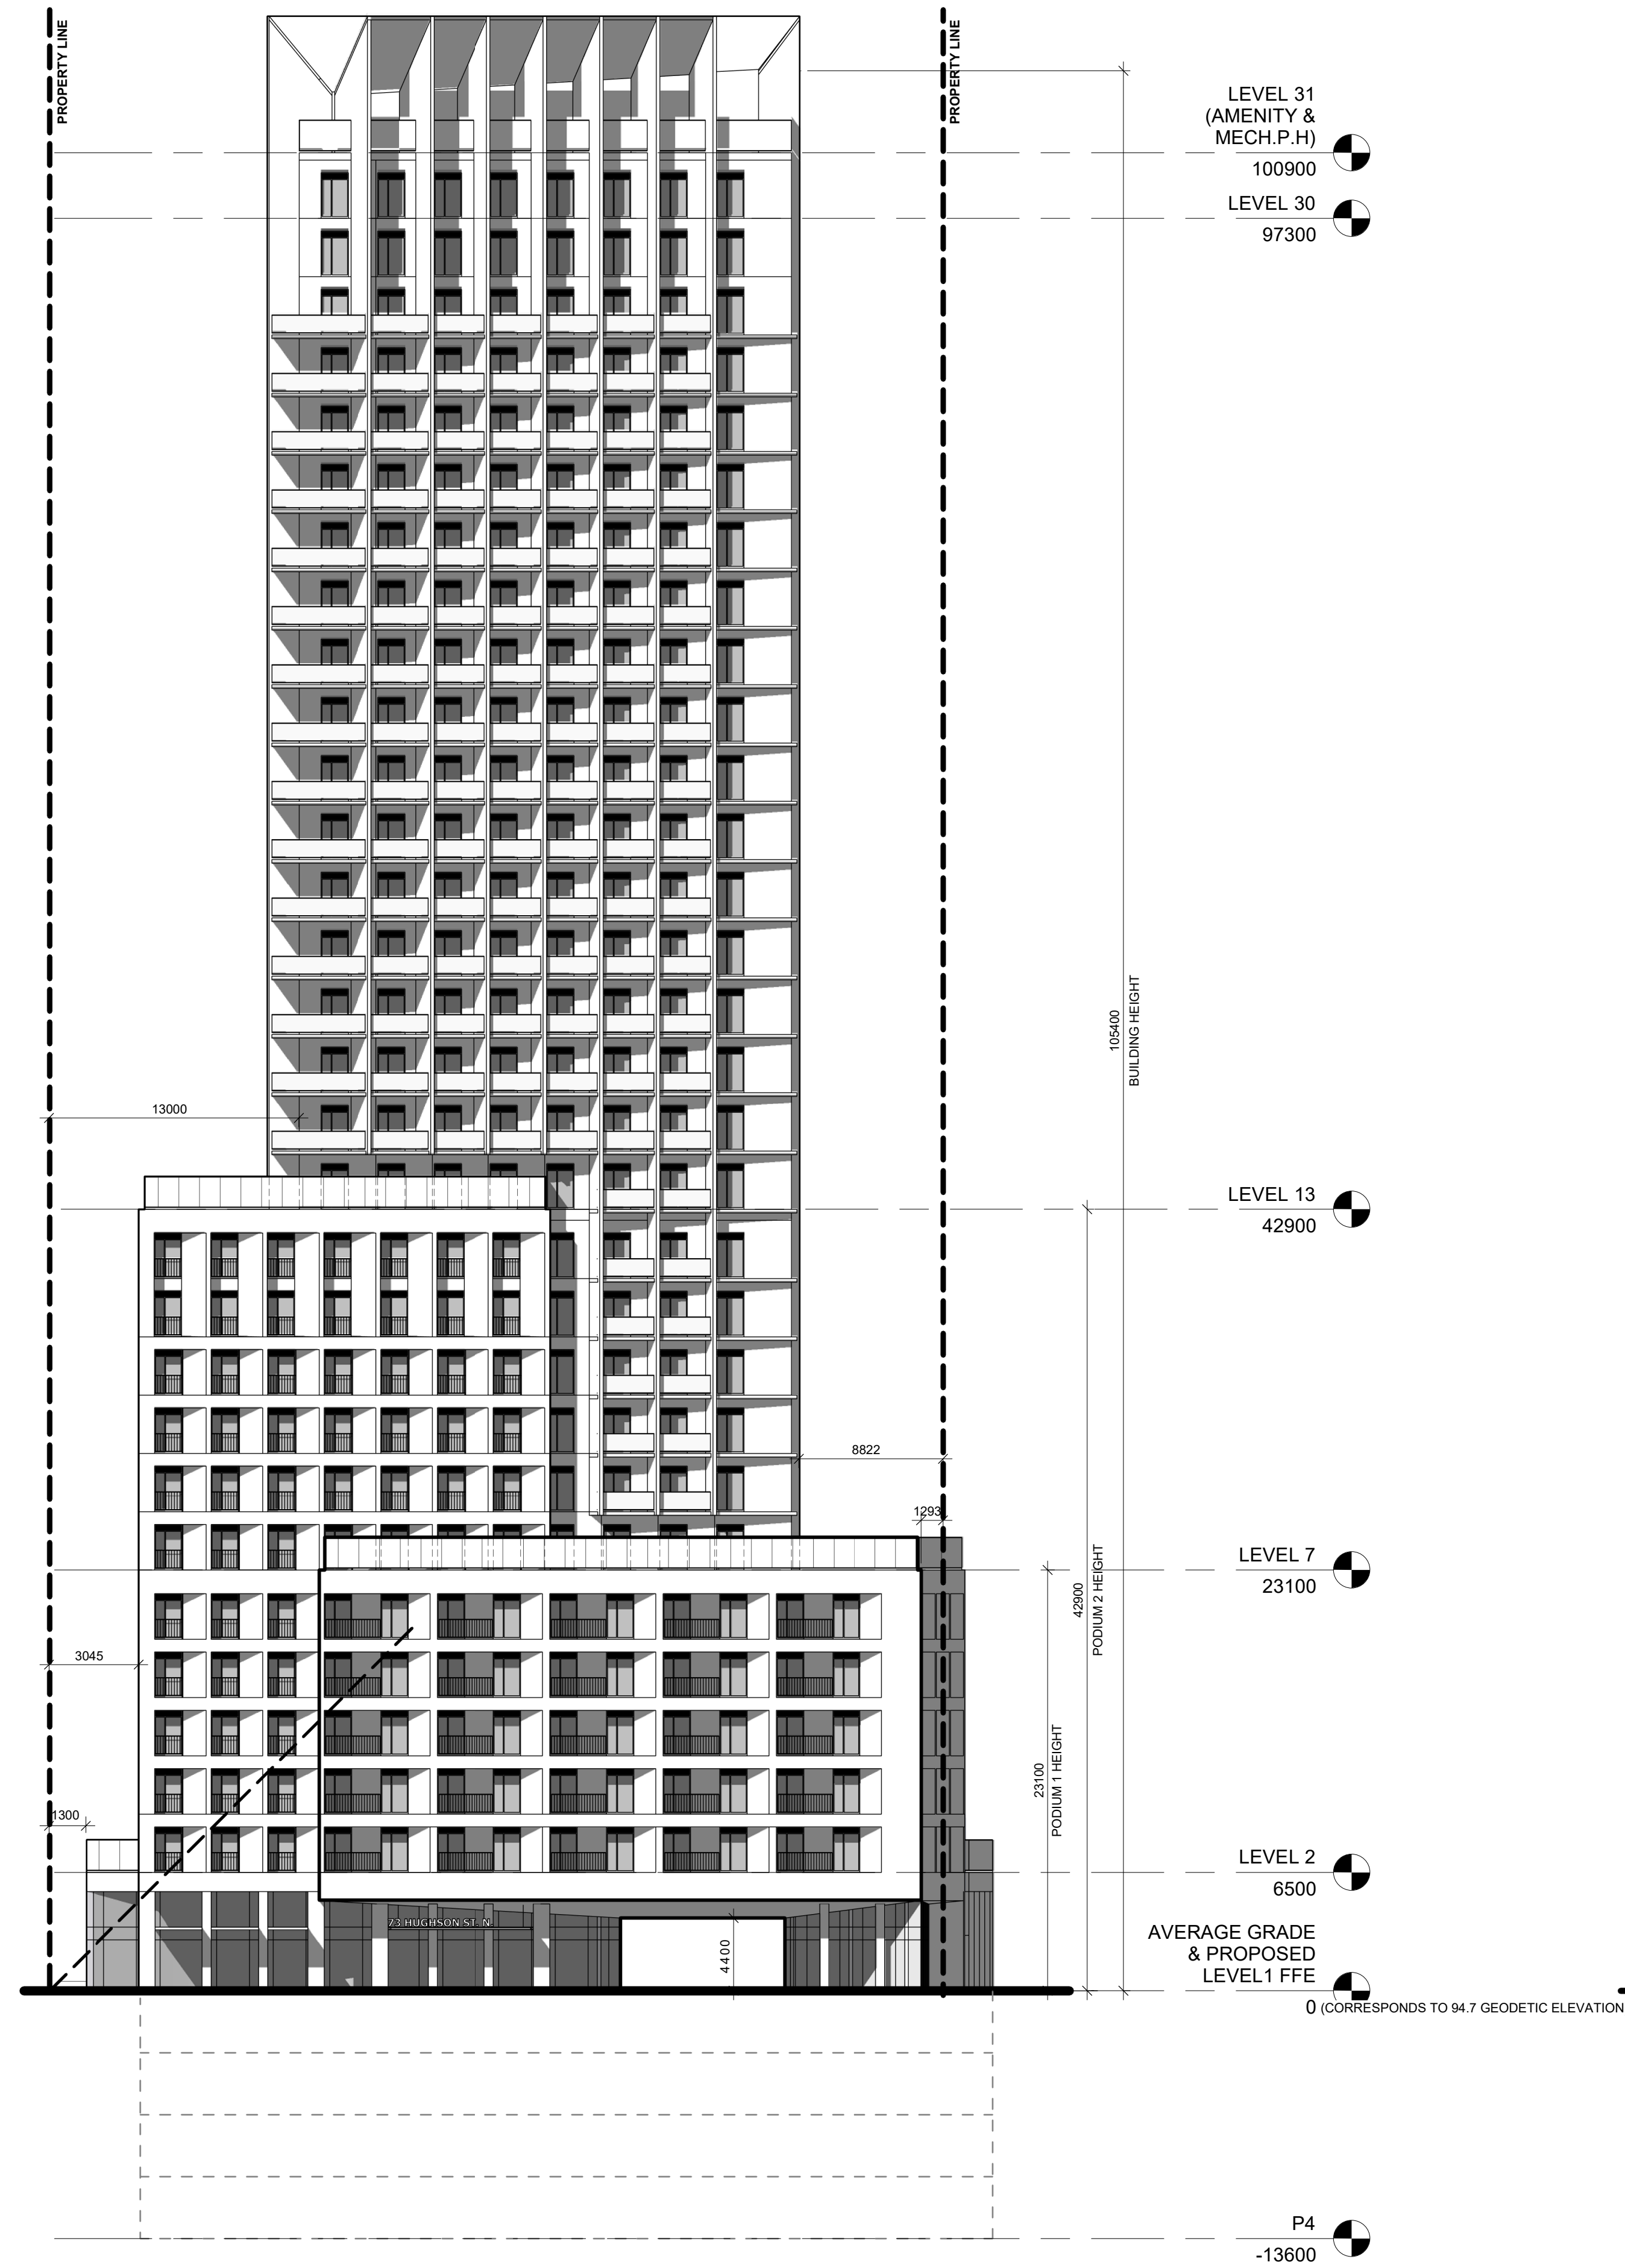 PROPERTY LINE
PROPERTY LINE
LEVEL 31
(AMENITY &
MECH.P.H)
100900
LEVEL 30
97300
105400
BUILDING HEIGHT
13000
LEVEL 13
42900
8822
1293
LEVEL 7
23100
42900
PODIUM 2 HEIGHT
3045
23100
PODIUM 1 HEIGHT
1300
LEVEL 2
6500
73 HUGHSON ST. N.
4400
AVERAGE GRADE
& PROPOSED
LEVEL1 FFE
0 (CORRESPONDS TO 94.7 GEODETIC ELEVATION
P4
-13600